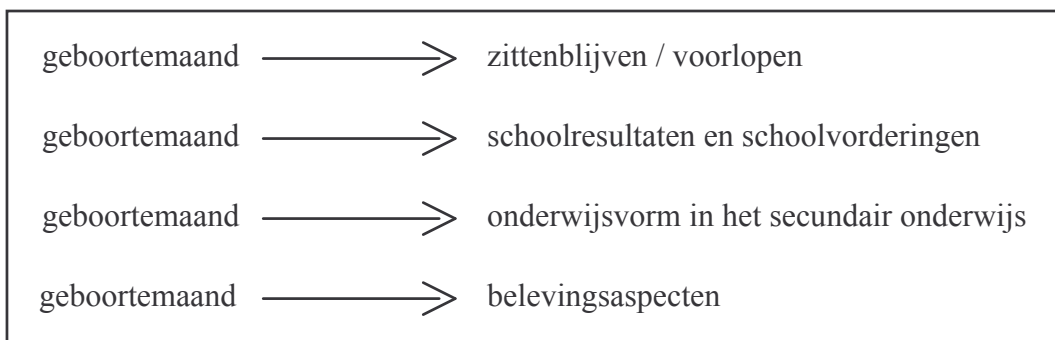 geboortemaand zittenblijven / voorlopen
geboortemaand schoolresultaten en schoolvorderingen
geboortemaand onderwijsvorm in het secundair onderwijs
geboortemaand belevingsaspecten